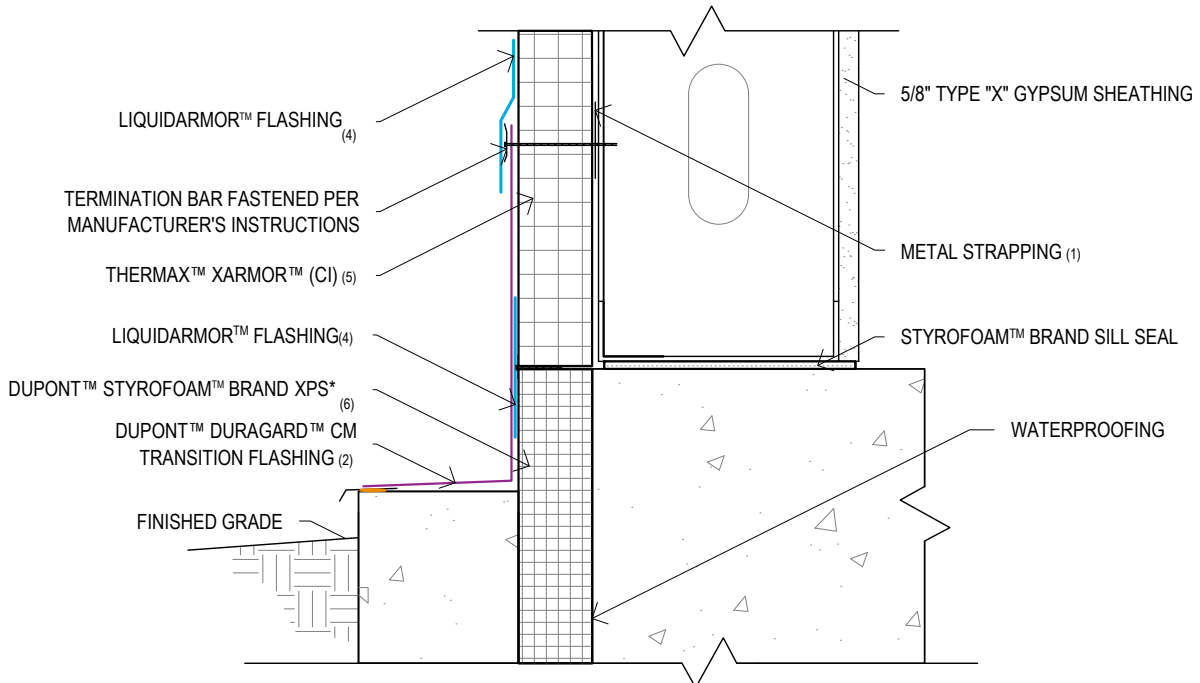 LIQUIDARMOR™ FLASHING (4)
TERMINATION BAR FASTENED PER
MANUFACTURER'S INSTRUCTIONS
THERMAX™ XARMOR™ (CI) (5)
LIQUIDARMOR™ FLASHING(4)
DUPONT™ STYROFOAM™ BRAND XPS* (6)
DUPONT™ DURAGARD™ CM
TRANSITION FLASHING (2)
FINISHED GRADE
5/8" TYPE "X" GYPSUM SHEATHING
METAL STRAPPING (1)
STYROFOAM™ BRAND SILL SEAL
WATERPROOFING